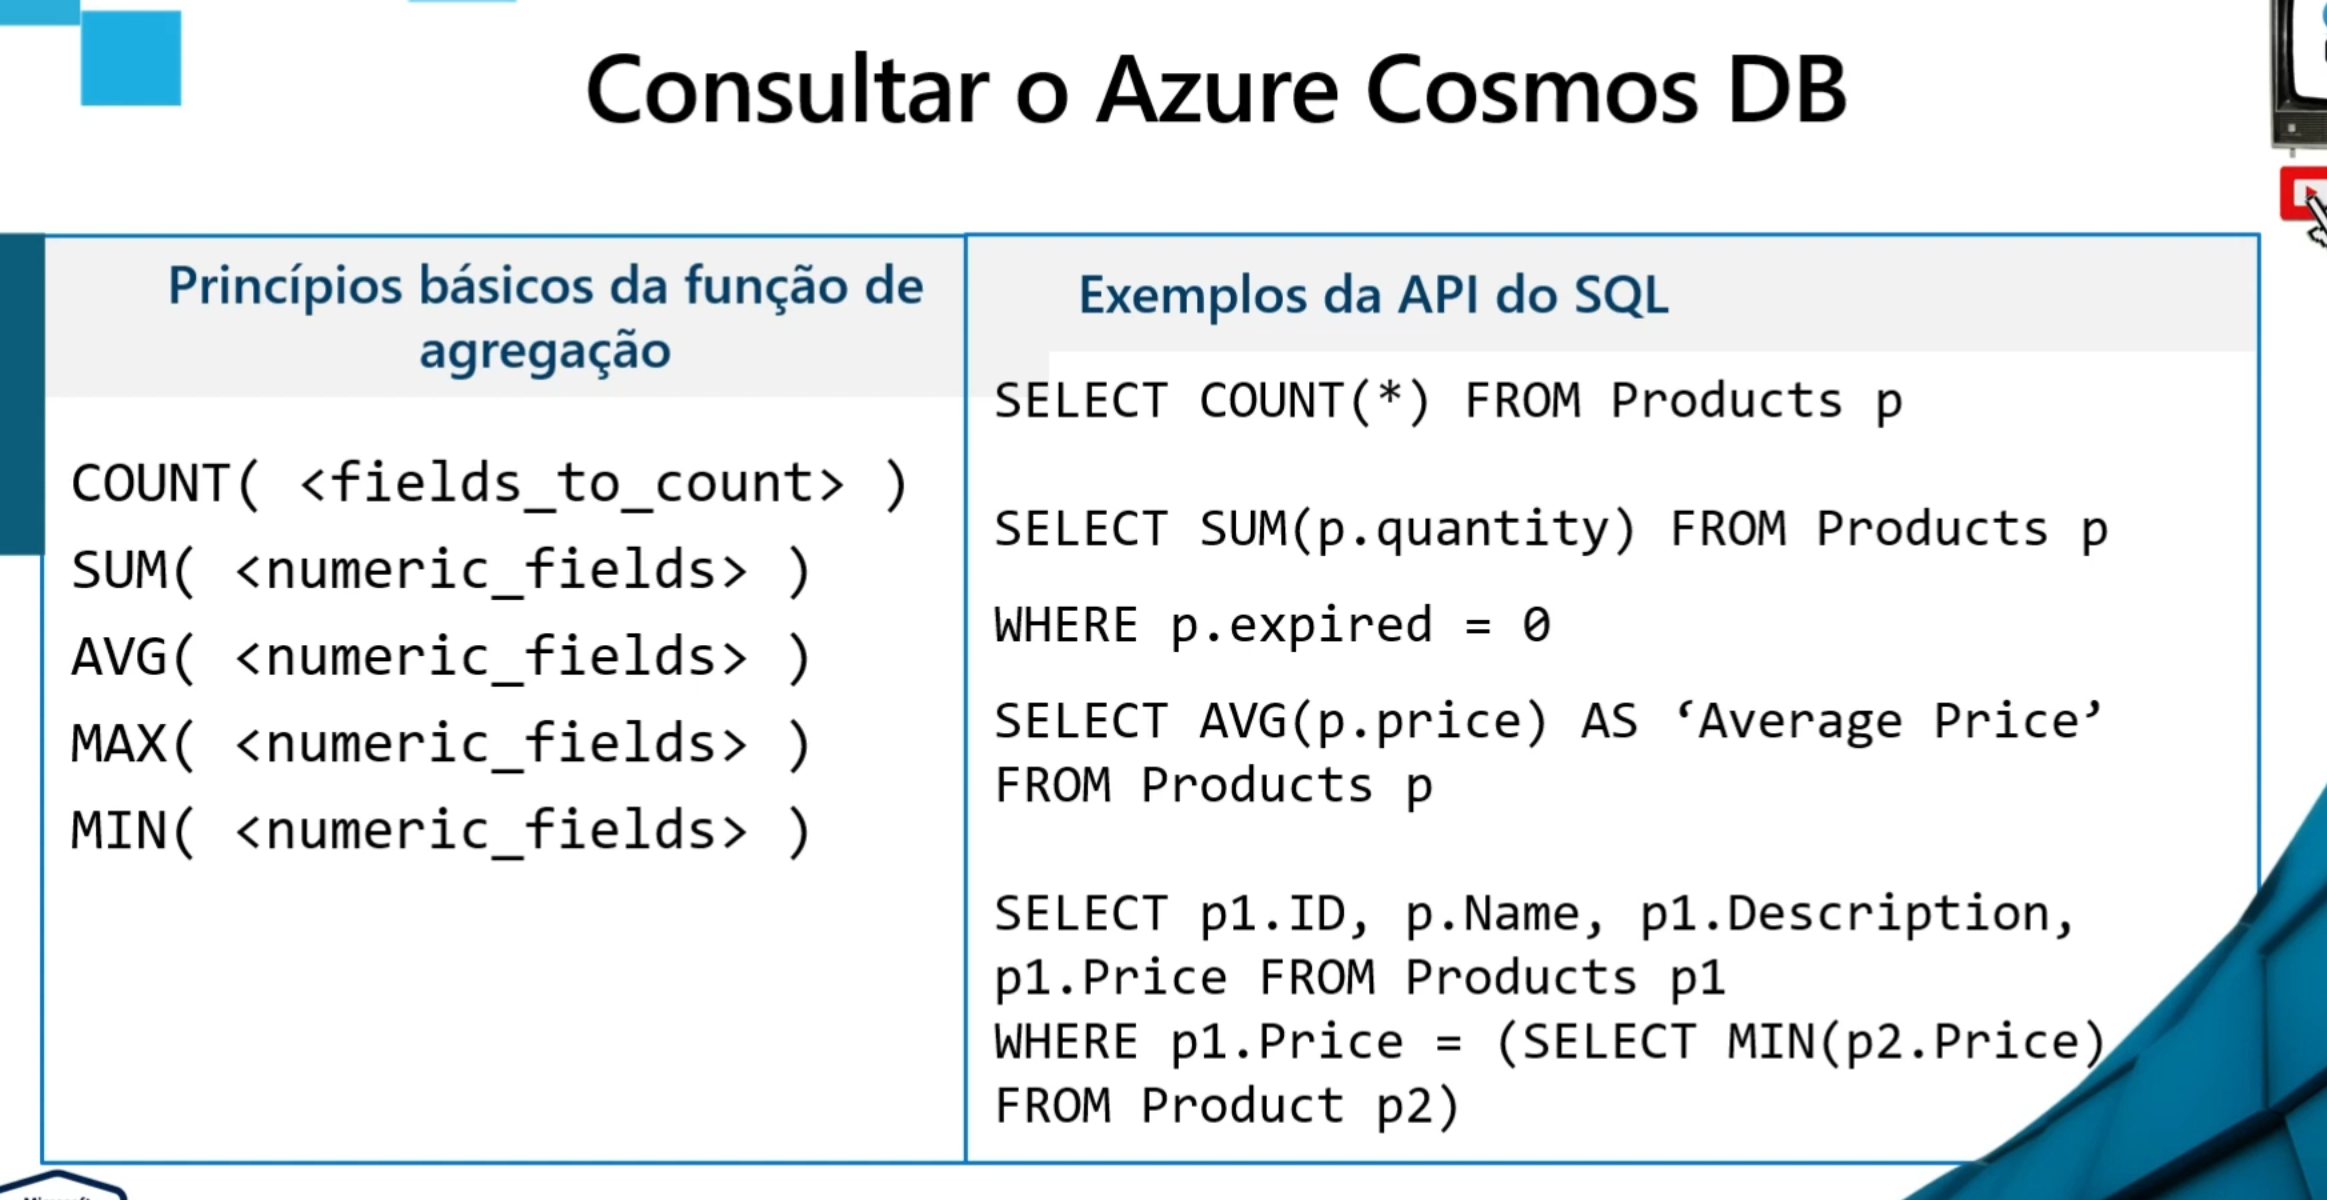 Consultar o Azure Cosmos DB
Princípios básicos da função de
agregação
COUNT( <fields_to_count> )
SUM( <numeric_fields> )
AVG( <numeric_fields> )
MAX( <numeric_fields> )
MIN( <numeric_fields> )
Exemplos da API do SQL
SELECT COUNT(*) FROM Products p
SELECT SUM(p.quantity) FROM Products p
WHERE p.expired = 0
SELECT AVG(p.price) AS ‘Average Price’
FROM Products p
SELECT p1.ID, p.Name, p1.Description,
p1.Price FROM Products p1
WHERE p1.Price = (SELECT MIN(p2.Price)
FROM Product p2)